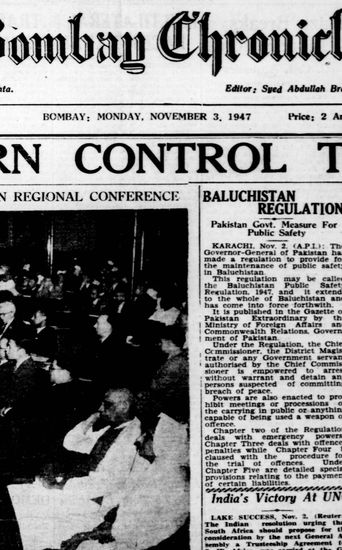 Bombay Chronicl
nta.
Editor: Syed Abdullah Bre
BOMBAY: MONDAY, NOVEMBER 3, 1947
Price: 2 An
RN CONTROL T
N REGIONAL CONFERENCE
BALUCHISTAN
REGULATION
Pakistan Govt. Measure For
Public Safety
KARACHI, Nov. 2. (A.P.I.): The
Governor-General of Pakistan has
made a regulation to provide for
the maintenance of public safety
in Baluchistan.
This regulation may be called
the Baluchistan Public Safety
Regulation, 1947, and it extends
to the whole of Baluchistan and
has come into force forthwith.
It is published in the Gazette of
Pakistan Extraordinary by the
Ministry of Foreign Affairs and
Commonwealth Relations, Govern
ment of Pakistan.
Under the Regulation, the Chief
Commissioner, the District Magis
trate or any Government servant
authorised by the Chief Commis
sioner is empowered to arrest
without warrant and detain any
persons suspected of committing
breach of peace.
Powers are also enacted to pro
hibit meetings or processions or
the carrying in public or anything
capable of being used a weapon of
offence.
Chapter two of the Regulation
deals with emergency powers
Chapter Three deals with offences
penalties while Chapter Four is
claused with the procedure for
the trial of offences. Under
Chapter Five are detailed special
provisions relating to the payment
of certain liabilities.
India's Victory At UN
LAKE SUCCESS, Nov. 2. (Reuter)
The Indian resolution urging the
South Africa should propose for the
consideration by the next General As
sembly a Trusteeship Agreement fo